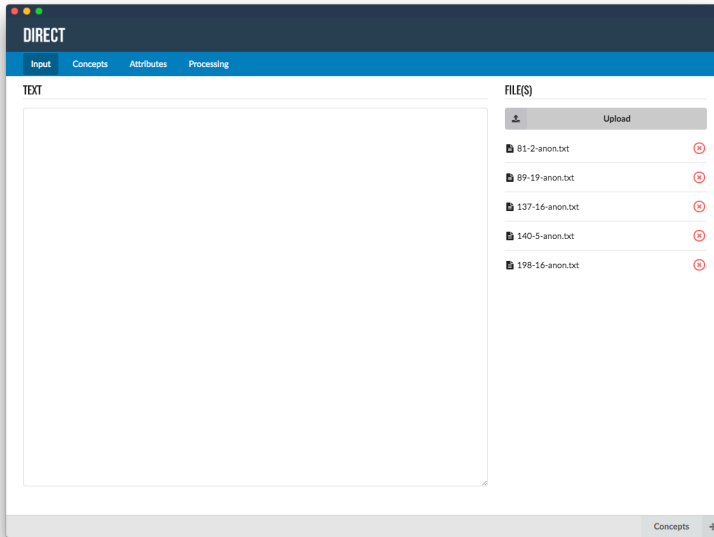 DIRECT
Input Concepts Attributes Processing
TEXT
FILE(S)
Upload
81-2-anon.txt
89-19-anon.txt
137-16-anon.txt
140-5-anon.txt
198-16-anon.txt
Concepts